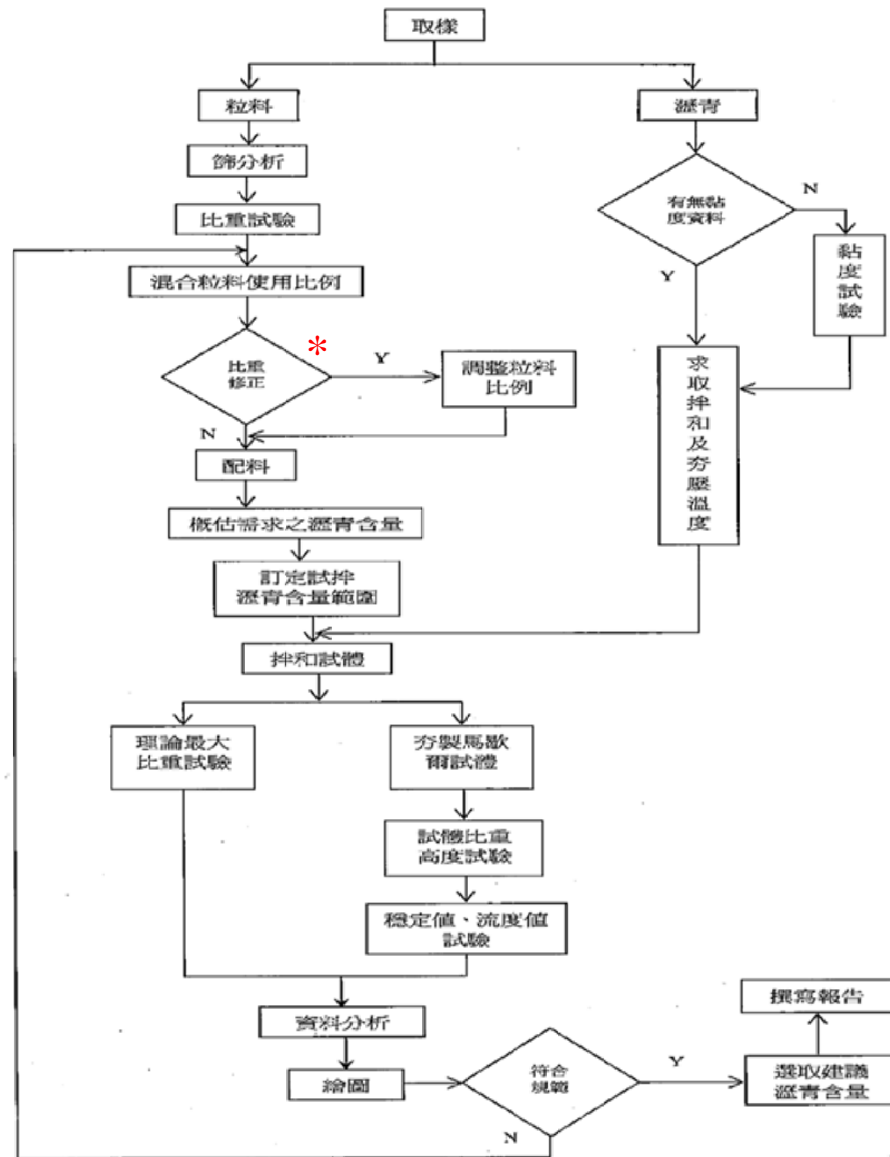 取樣
粒料
瀝青
篩分析
有無黏
度資料
N
比重試驗
黏
度
試
驗
混合粒料使用比例
Y
*
比重
修正
Y
調整粒料
比例
求
取
拌
和
及
夯
壓
溫
度
N
配料
概估需求之瀝青含量
訂定試拌
瀝青含量範圍
拌和試體
理論最大
比重試驗
夯製馬歇
爾試體
試體比重
高度試驗
穩定值、流度值
試驗
資料分析
撰寫報告
繪圖
符合
規範
Y
選取建議
瀝青含量
N